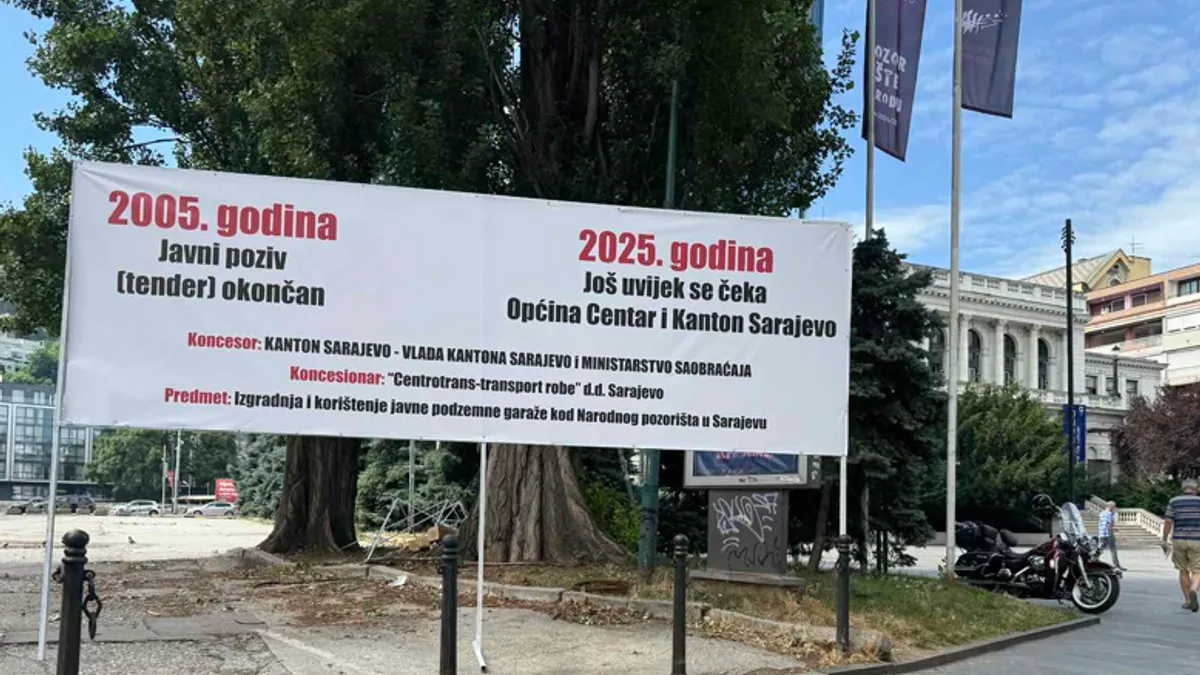 2005. godina
Javni poziv
(tender) okončan
2025. godina
Još uvijek se čeka
Općina Centar i Kanton Sarajevo
Koncesor: KANTON SARAJEVO - VLADA KANTONA SARAJEVO i MINISTARSTVO SAOBRAĆAJA
Koncesionar: “Centrotrans-transport robe” d.d. Sarajevo
Predmet: Izgradnja i korištenje javne podzemne garaže kod Narodnog pozorišta u Sarajevu